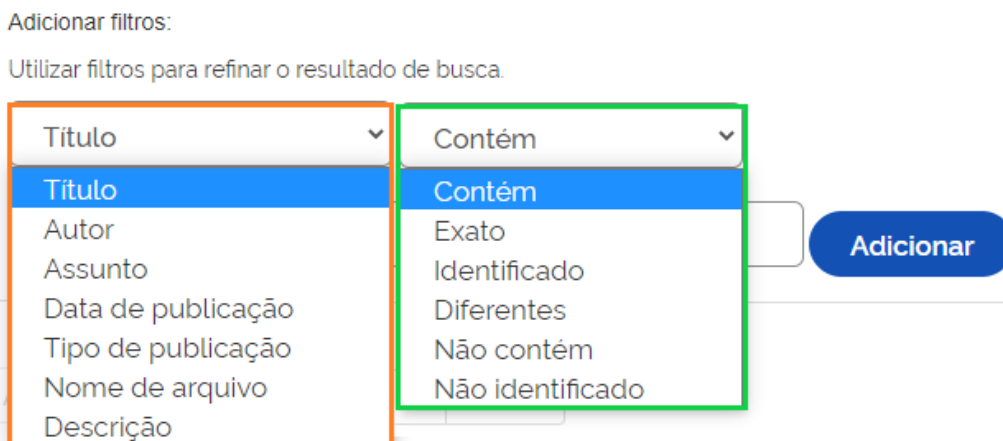 Adicionar filtros:
Utilizar filtros para refinar o resultado de busca.
Título
Contém
Título
Autor
Assunto
Data de publicação
Tipo de publicação
Nome de arquivo
Descrição
Contém
Exato
Identificado
Diferentes
Não contém
Não identificado
Adicionar